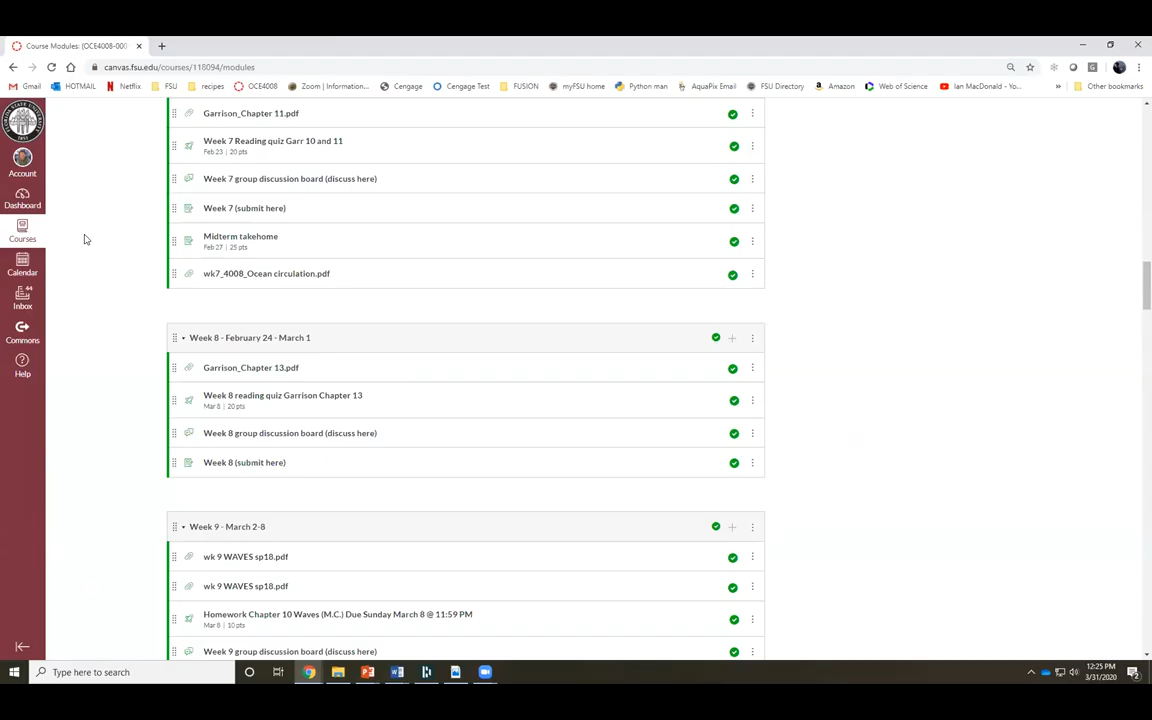 Course Modules: (OCE4008-00
canvas.fsu.edu/courses/118094/modules
Gmail HOTMAIL Netflix FSU recipes OCE4008 Zoom | Information... Cengage Cengage Test FUSION myFSU home Python man AquaPix Email FSU Directory Amazon Web of Science Ian MacDonald - Yo... » Other bookmarks
Account
Dashboard
Courses
Calendar
44
Inbox
Commons
Help
Garrison_Chapter 11.pdf
Week 7 Reading quiz Garr 10 and 11
Feb 23 | 20 pts
Week 7 group discussion board (discuss here)
Week 7 (submit here)
Midterm takehome
Feb 27 | 25 pts
wk7_4008_Ocean circulation.pdf
Week 8 - February 24 - March 1
Garrison_Chapter 13.pdf
Week 8 reading quiz Garrison Chapter 13
Mar 8 | 20 pts
Week 8 group discussion board (discuss here)
Week 8 (submit here)
Week 9 - March 2-8
wk 9 WAVES sp18.pdf
wk 9 WAVES sp18.pdf
Homework Chapter 10 Waves (M.C.) Due Sunday March 8 @ 11:59 PM
Mar 8 | 10 pts
Week 9 group discussion board (discuss here)
Type here to search
12:25 PM
3/31/2020
2